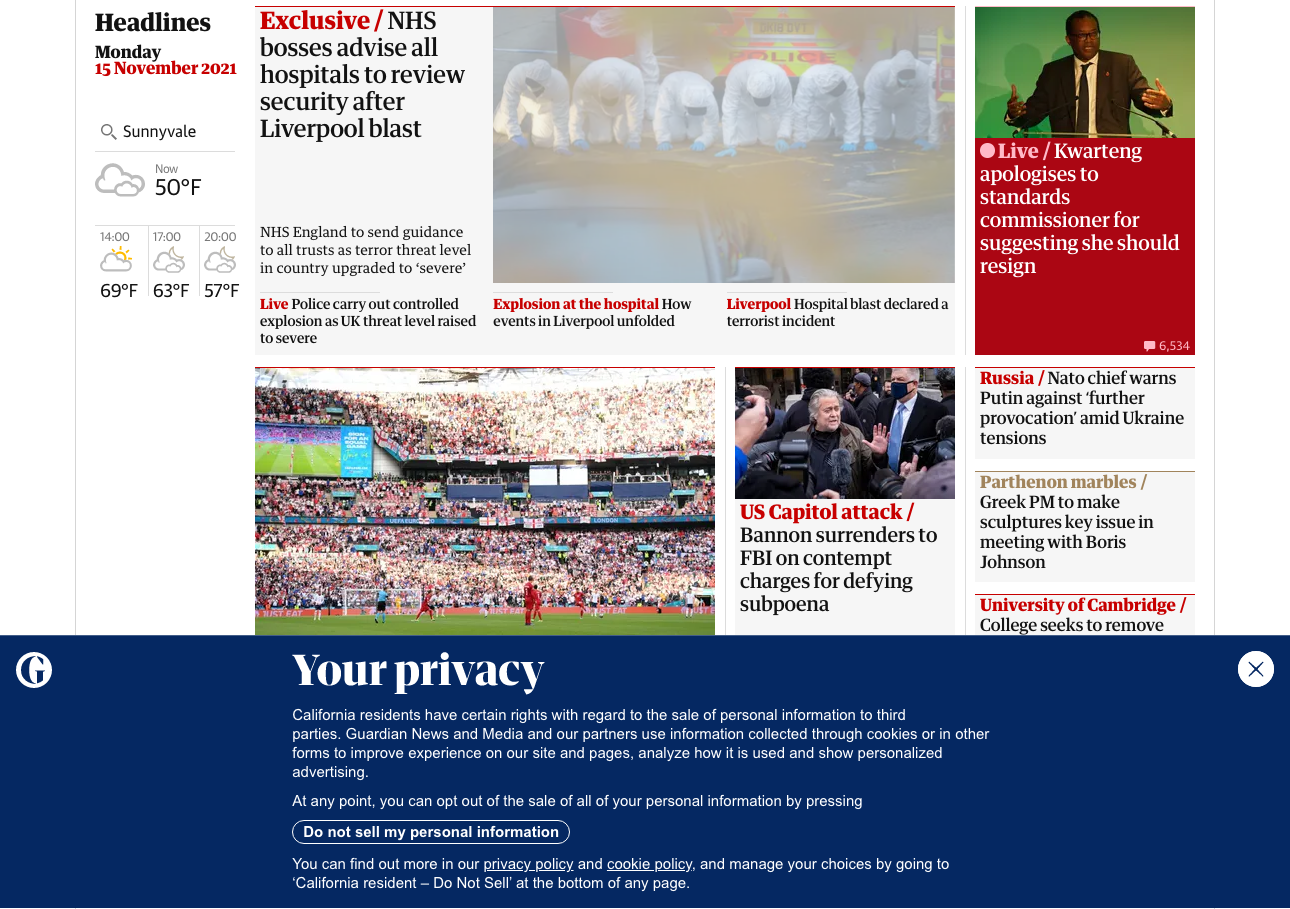 Headlines
Monday
15 November 2021
Sunnyvale
Now
50°F
14:00
17:00
20:00
69°F
63°F
57°F
Exclusive / NHS
bosses advise all
hospitals to review
security after
Liverpool blast
NHS England to send guidance
to all trusts as terror threat level
in country upgraded to ‘severe’
POLICE
Live Police carry out controlled
explosion as UK threat level raised
to severe
Explosion at the hospital How
events in Liverpool unfolded
Liverpool Hospital blast declared a
terrorist incident
Live / Kwarteng
apologises to
standards
commissioner for
suggesting she should
resign
6,534
UEFA EURO
LONDON
JUST EAT
JUST EAT
US Capitol attack /
Bannon surrenders to
FBI on contempt
charges for defying
subpoena
Russia / Nato chief warns
Putin against ‘further
provocation’ amid Ukraine
tensions
Parthenon marbles /
Greek PM to make
sculptures key issue in
meeting with Boris
Johnson
University of Cambridge /
College seeks to remove
Your privacy
California residents have certain rights with regard to the sale of personal information to third
parties. Guardian News and Media and our partners use information collected through cookies or in other
forms to improve experience on our site and pages, analyze how it is used and show personalized
advertising.
At any point, you can opt out of the sale of all of your personal information by pressing
Do not sell my personal information
You can find out more in our privacy policy and cookie policy, and manage your choices by going to
‘California resident – Do Not Sell’ at the bottom of any page.